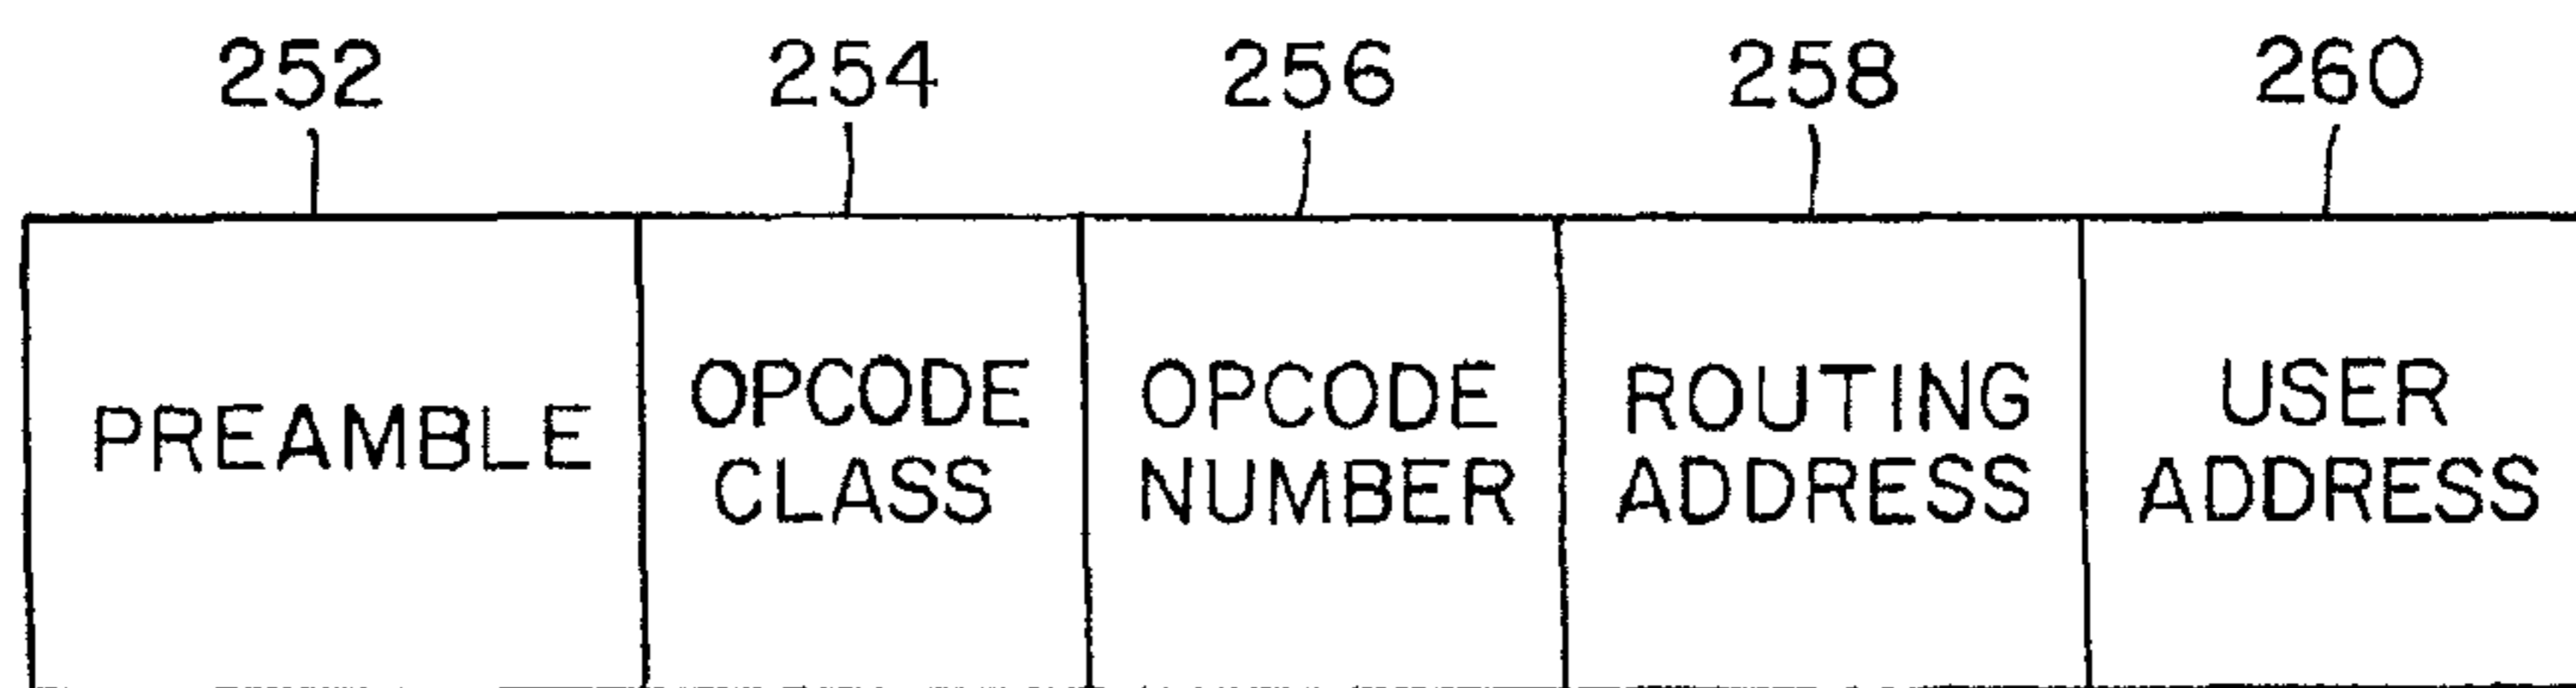 252 254 256 258 260
PREAMBLE
OPCODE
CLASS
OPCODE
NUMBER
ROUTING
ADDRESS
USER
ADDRESS